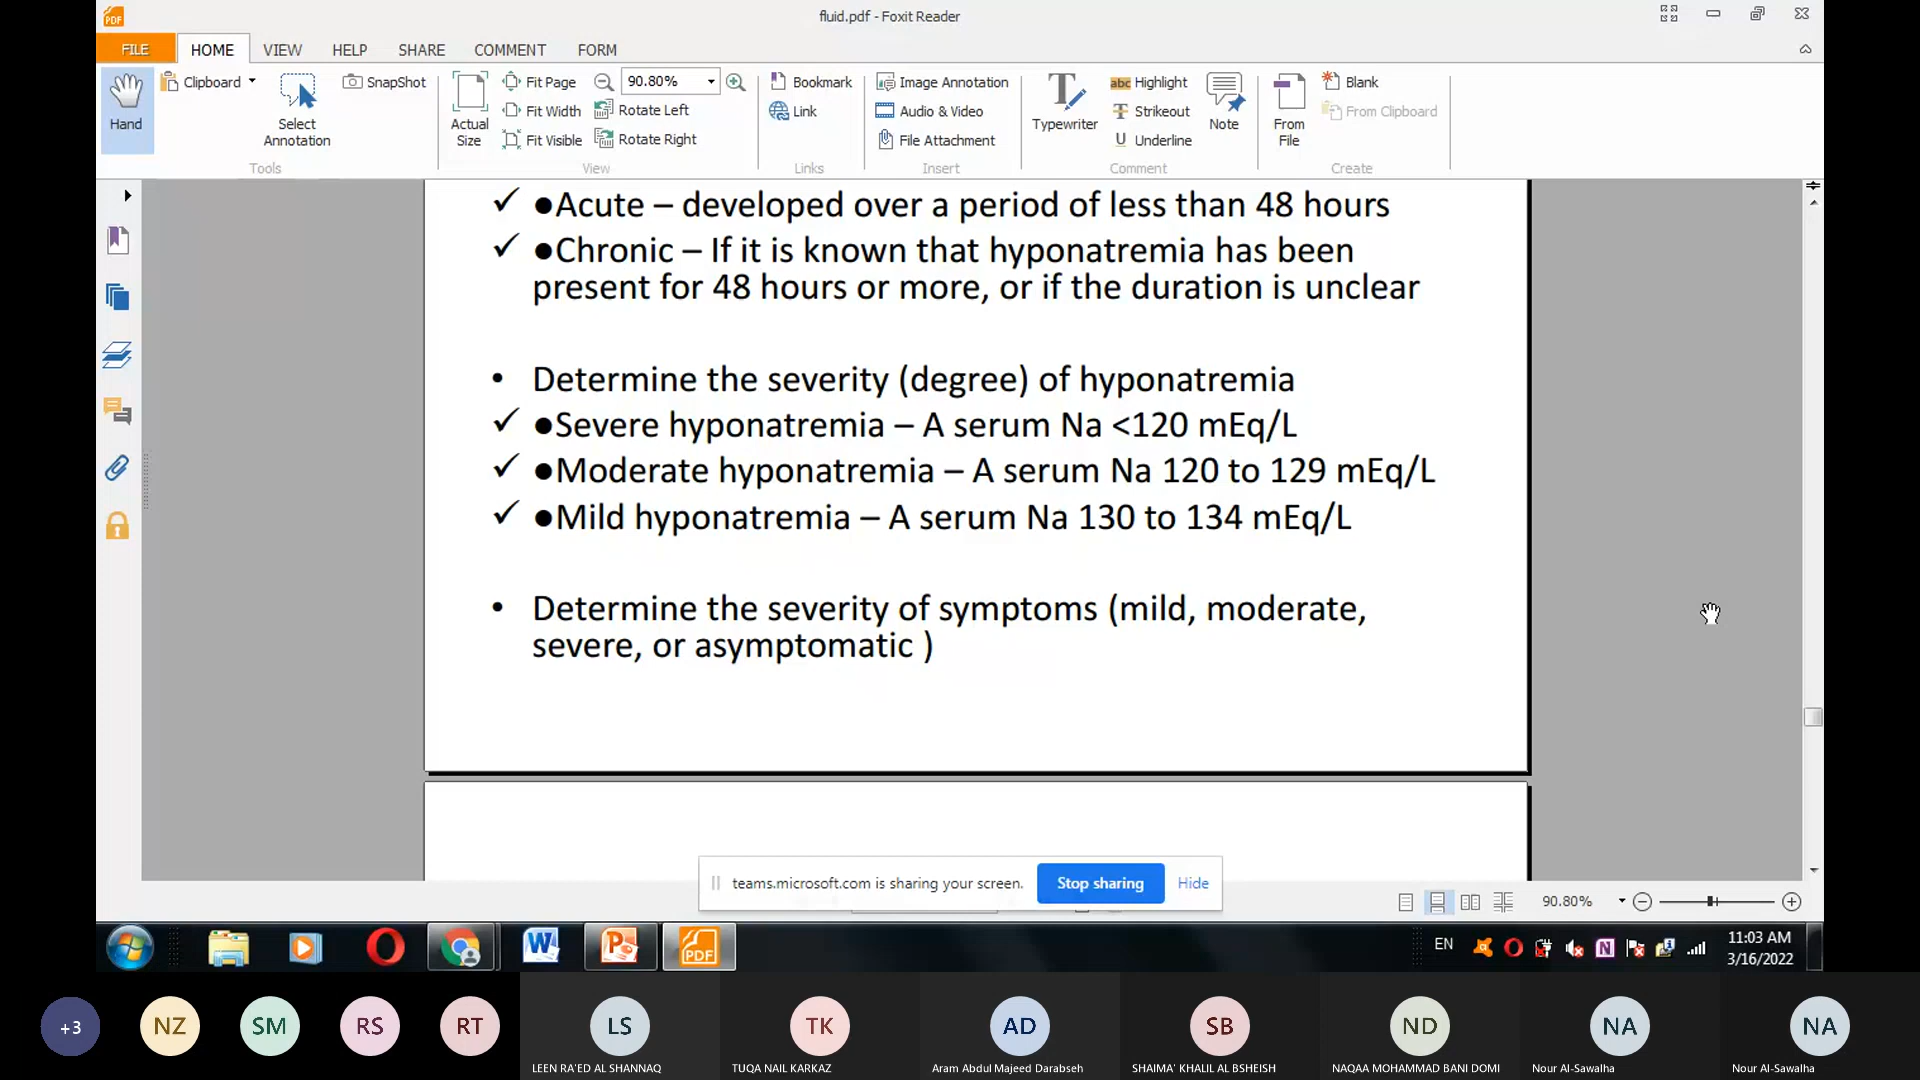 PDF
fluid.pdf - Foxit Reader
FILE HOME VIEW HELP SHARE COMMENT FORM
Hand
Clipboard
Select
Annotation
SnapShot
Tools
Actual
Size
Fit Page
Fit Width
Fit Visible
90.80%
Rotate Left
Rotate Right
View
Bookmark
Link
Links
Image Annotation
Audio & Video
File Attachment
Insert
Typewriter
abc Highlight
Strikeout
Underline
Note
Comment
From
File
Blank
From Clipboard
Create
✓ ●Acute – developed over a period of less than 48 hours
✓ ●Chronic – If it is known that hyponatremia has been
present for 48 hours or more, or if the duration is unclear
• Determine the severity (degree) of hyponatremia
✓ ●Severe hyponatremia – A serum Na <120 mEq/L
✓ ●Moderate hyponatremia – A serum Na 120 to 129 mEq/L
✓ ●Mild hyponatremia – A serum Na 130 to 134 mEq/L
• Determine the severity of symptoms (mild, moderate,
severe, or asymptomatic )
teams.microsoft.com is sharing your screen. Stop sharing Hide
90.80%
PDF
EN
11:03 AM
3/16/2022
+3 NZ SM RS RT LS TK AD SB ND NA NA
LEEN RA'ED AL SHANNAQ TUQA NAIL KARKAZ Aram Abdul Majeed Darabseh SHAIMA' KHALIL AL BSHEISH NAQAA MOHAMMAD BANI DOMI Nour Al-Sawalha Nour Al-Sawalha